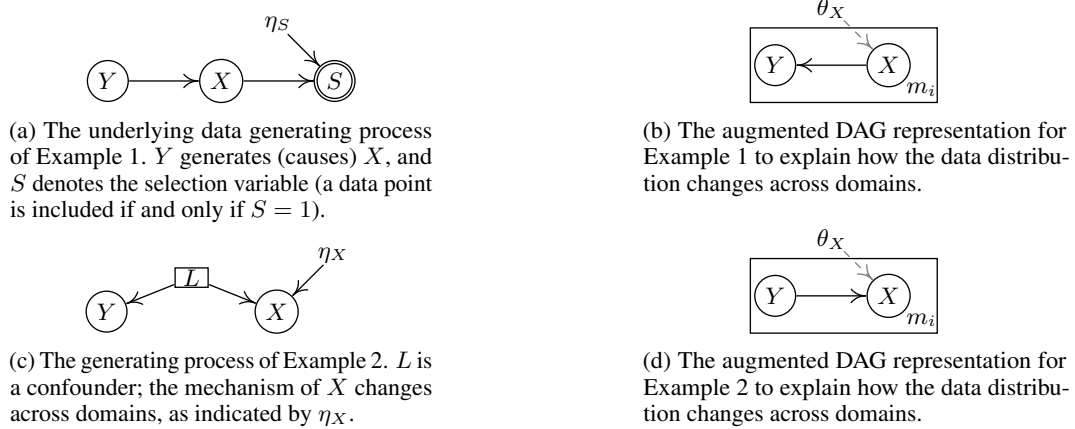 η_S
Y X S
(a) The underlying data generating process
of Example 1. Y generates (causes) X, and
S denotes the selection variable (a data point
is included if and only if S = 1).
θ_X
Y X
m_i
(b) The augmented DAG representation for
Example 1 to explain how the data distribu-
tion changes across domains.
η_X
L
Y X
(c) The generating process of Example 2. L is
a confounder; the mechanism of X changes
across domains, as indicated by η_X.
θ_X
Y X
m_i
(d) The augmented DAG representation for
Example 2 to explain how the data distribu-
tion changes across domains.